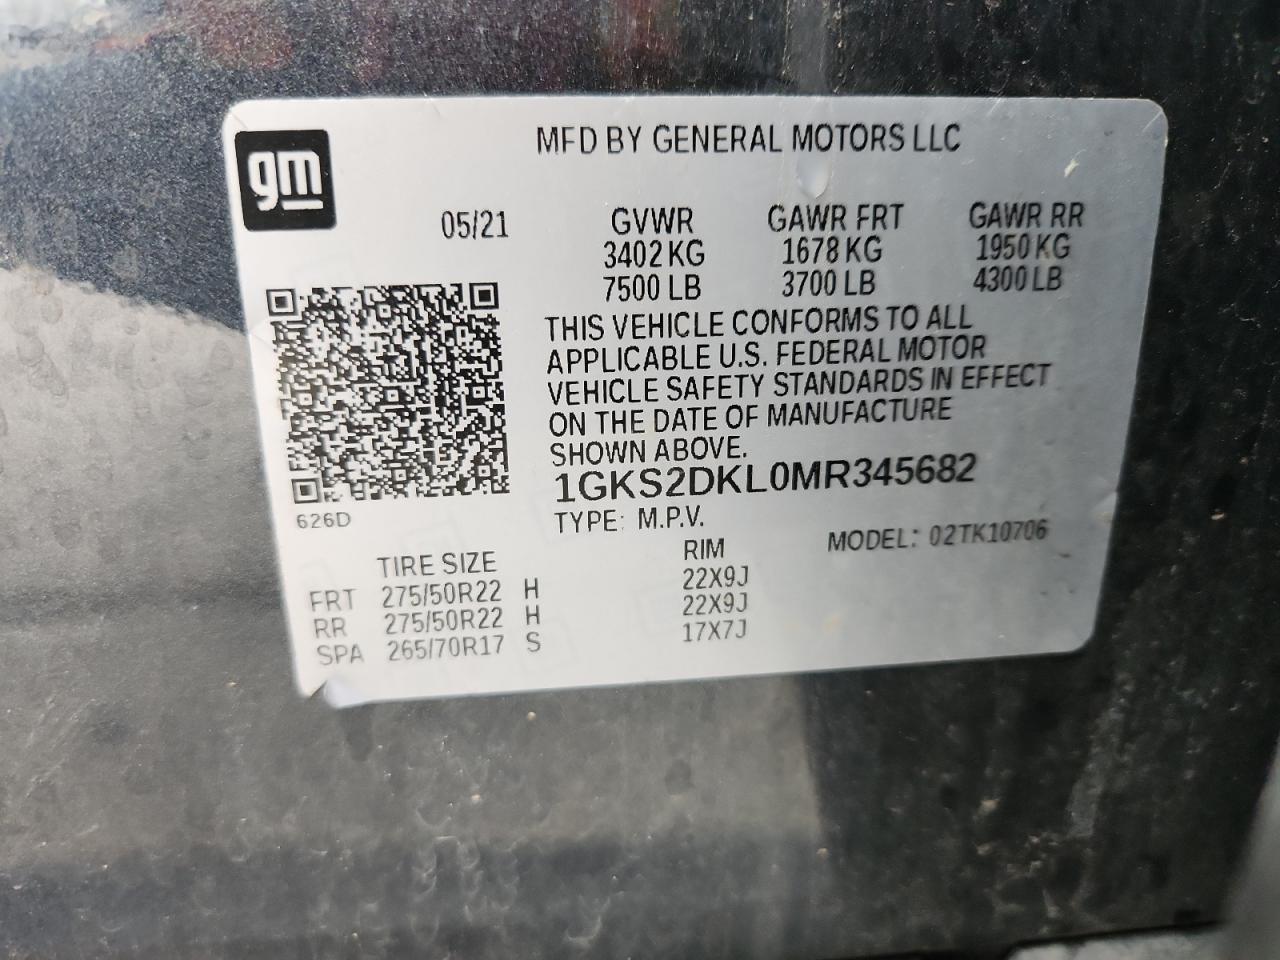 MFD BY GENERAL MOTORS LLC
gm
05/21 GVWR GAWR FRT GAWR RR
3402 KG 1678 KG 1950 KG
7500 LB 3700 LB 4300 LB
THIS VEHICLE CONFORMS TO ALL
APPLICABLE U.S. FEDERAL MOTOR
VEHICLE SAFETY STANDARDS IN EFFECT
ON THE DATE OF MANUFACTURE
SHOWN ABOVE.
1GKS2DKL0MR345682
626D
TYPE: M.P.V. MODEL: 02TK10706
TIRE SIZE RIM
FRT 275/50R22 H 22X9J
RR 275/50R22 H 22X9J
SPA 265/70R17 S 17X7J